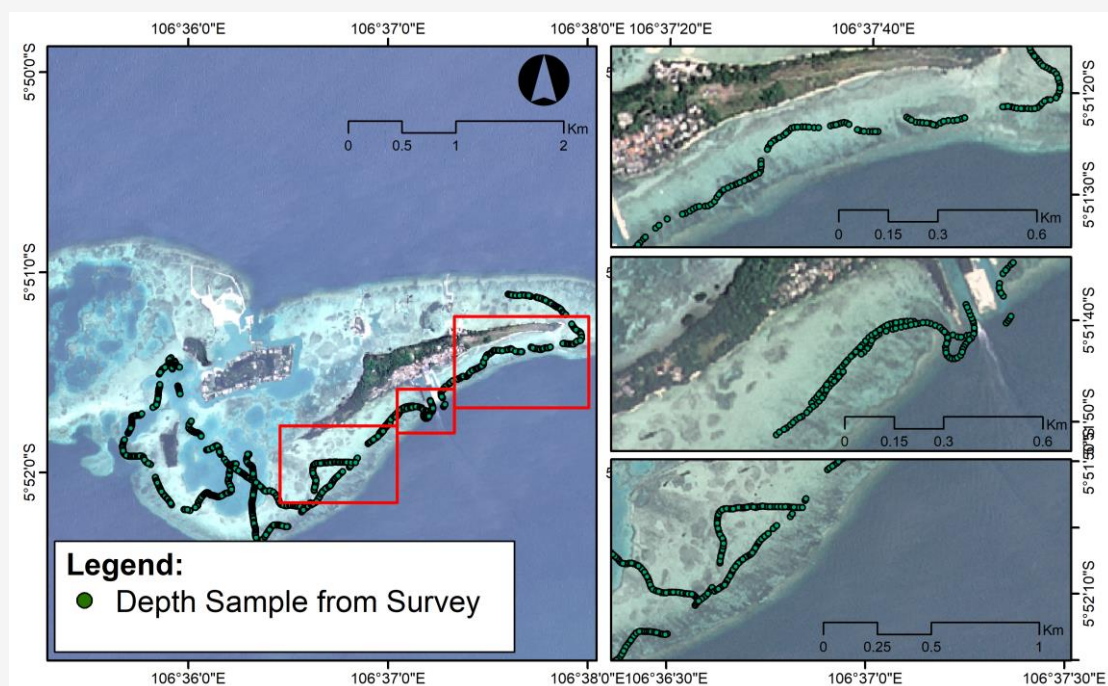 106°36'0"E 106°37'0"E 106°38'0"E
5°50'0"S
5°51'0"S
5°52'0"S
Km
0 0.5 1 2
Legend:
Depth Sample from Survey
106°36'0"E 106°37'0"E 106°38'0"E
106°37'20"E 106°37'40"E
5°51'20"S
5°51'30"S
Km
0 0.15 0.3 0.6
5°51'40"S
5°51'50"S
Km
0 0.15 0.3 0.6
5°51'50"S
5°52'10"S
Km
0 0.25 0.5 1
106°36'30"E 106°37'0"E 106°37'30"E